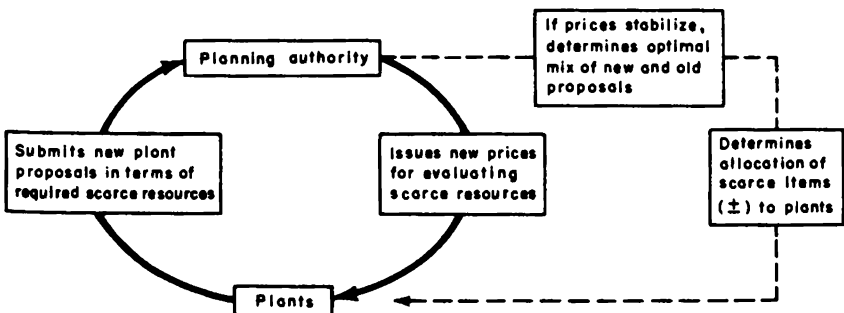 Planning authority
If prices stabilize,
determines optimal
mix of new and old
proposals
Submits new plant
proposals in terms of
required scarce resources
Issues new prices
for evaluating
scarce resources
Determines
allocation of
scarce items
(±) to plants
Plants